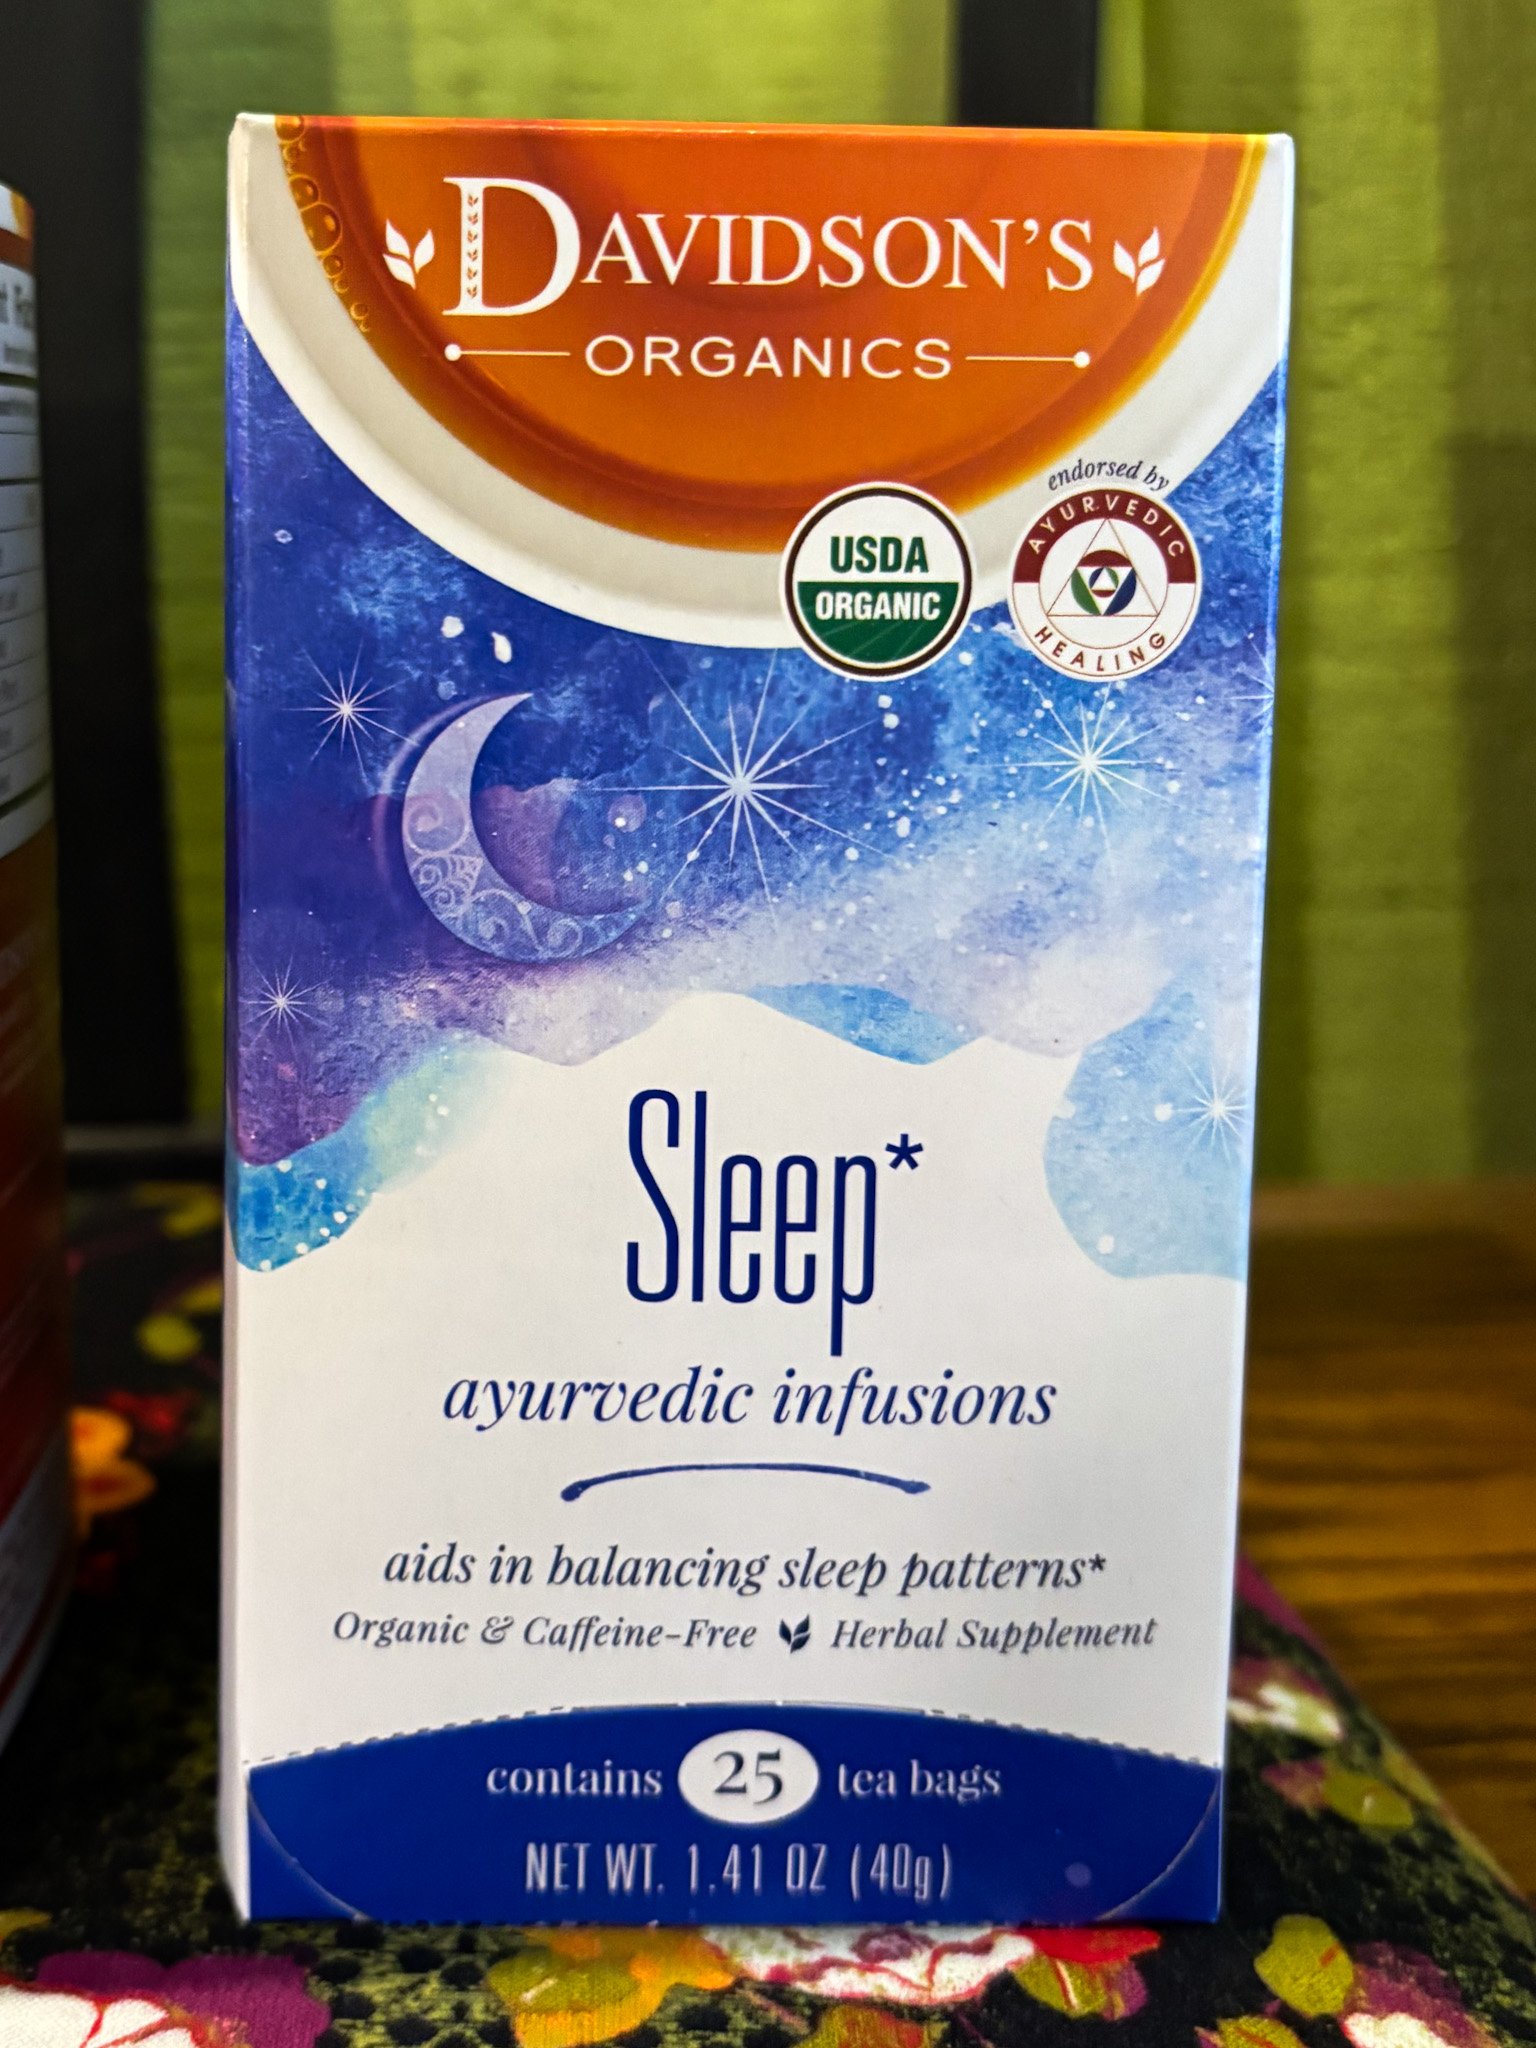 DAVIDSON'S
ORGANICS
USDA
ORGANIC
endorsed by
AYURVEDIC
HEALING
Sleep*
ayurvedic infusions
aids in balancing sleep patterns*
Organic & Caffeine-Free Herbal Supplement
contains 25 tea bags
NET WT. 1.41 OZ (40g)